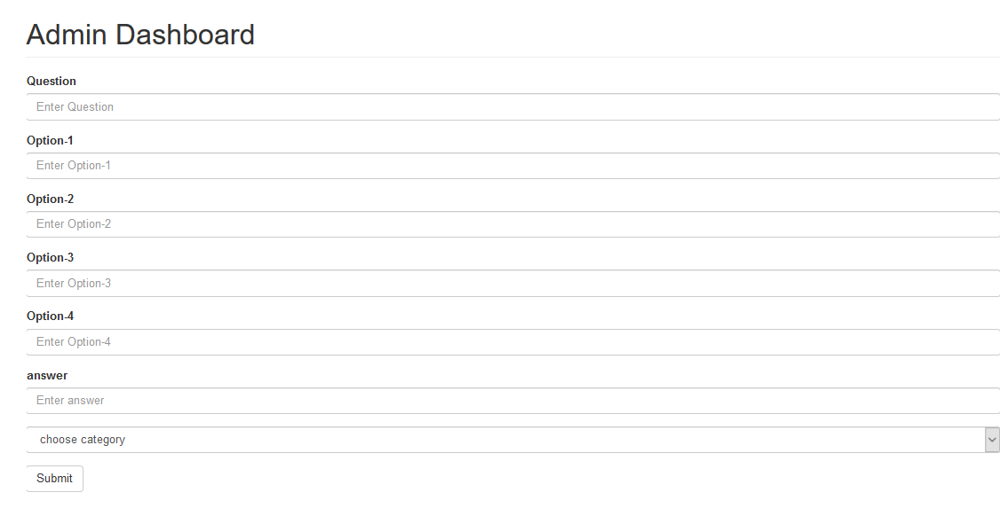 Admin Dashboard
Question
Enter Question
Option-1
Enter Option-1
Option-2
Enter Option-2
Option-3
Enter Option-3
Option-4
Enter Option-4
answer
Enter answer
choose category
Submit